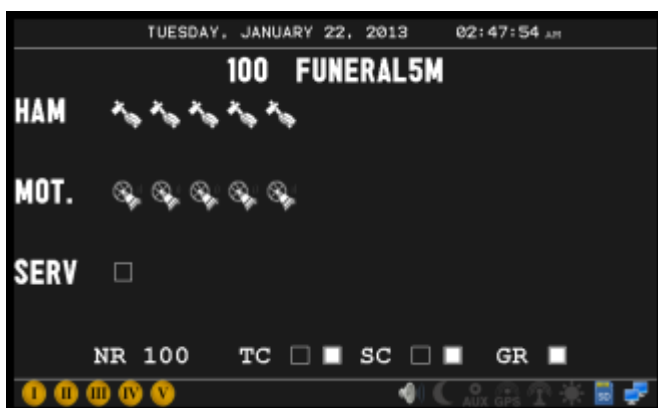 TUESDAY, JANUARY 22, 2013 02:47:54 AM
100 FUNERAL5M
HAM
MOT.
SERV
NR 100 TC SC GR
I II III IV V AUX GPS SD